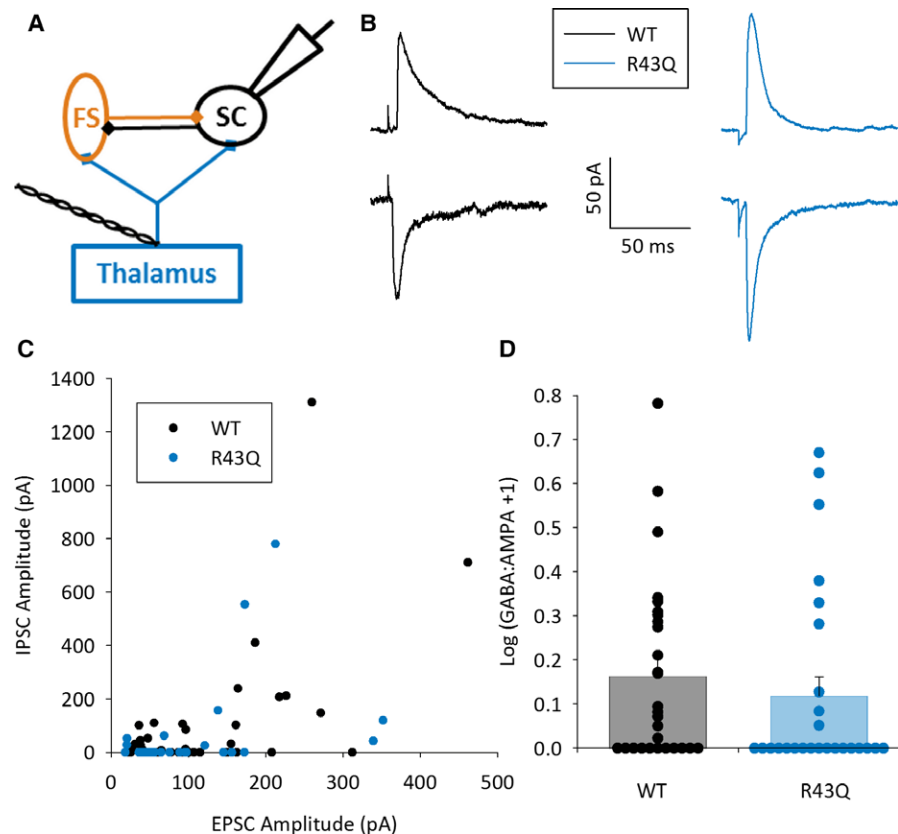 A
FS
SC
Thalamus
B
WT
R43Q
50 pA
50 ms
C
1400
1200
1000
800
600
400
200
0
IPSC Amplitude (pA)
WT
R43Q
0
100
200
300
400
500
EPSC Amplitude (pA)
D
0.8
0.7
0.6
0.5
0.4
0.3
0.2
0.1
0.0
Log (GABA:AMPA +1)
WT
R43Q